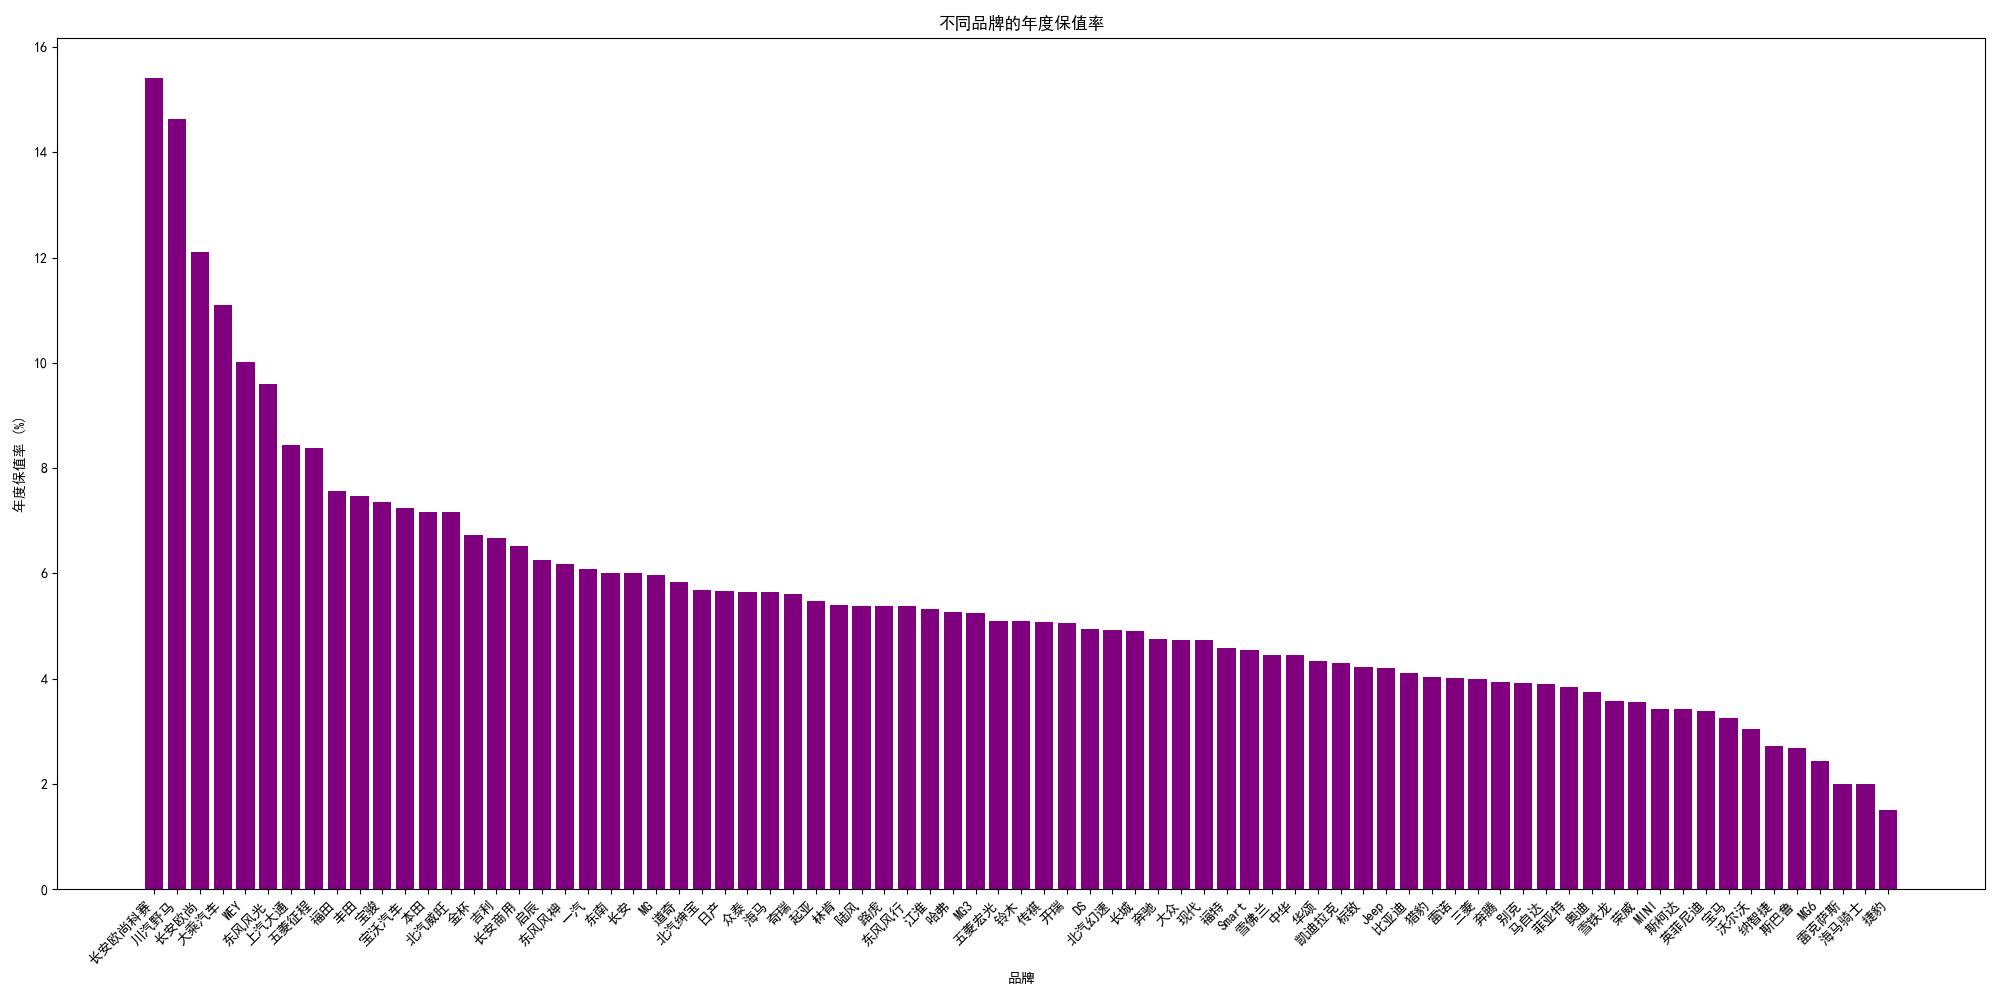 不同品牌的年度保值率
年度保值率 (%)
16
14
12
10
8
6
4
2
0
长安欧尚科赛
川汽野马
长安欧尚
大乘汽车
WEY
东风风光
上汽大通
五菱征程
福田
丰田
宝骏
宝沃汽车
本田
北汽威旺
金杯
吉利
长安商用
启辰
东风风神
一汽
东南
长安
MG
道奇
北汽绅宝
日产
众泰
海马
奇瑞
起亚
林肯
陆风
路虎
东风风行
江淮
哈弗
MG3
五菱宏光
铃木
传祺
开瑞
DS
北汽幻速
长城
奔驰
大众
现代
福特
Smart
雪佛兰
中华
华颂
凯迪拉克
标致
Jeep
比亚迪
猎豹
雷诺
三菱
奔腾
别克
马自达
菲亚特
奥迪
雪铁龙
荣威
MINI
斯柯达
英菲尼迪
宝马
沃尔沃
纳智捷
斯巴鲁
MG6
雷克萨斯
海马骑士
捷豹
品牌